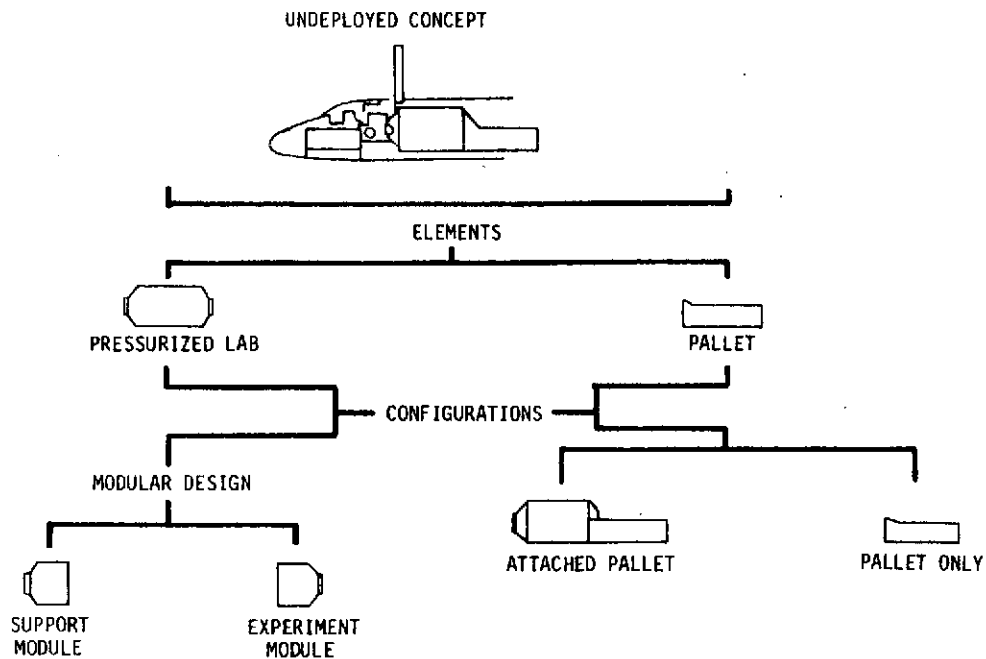 UNDEPLOYED CONCEPT
ELEMENTS
PRESSURIZED LAB
PALLET
CONFIGURATIONS
MODULAR DESIGN
ATTACHED PALLET
PALLET ONLY
SUPPORT
MODULE
EXPERIMENT
MODULE